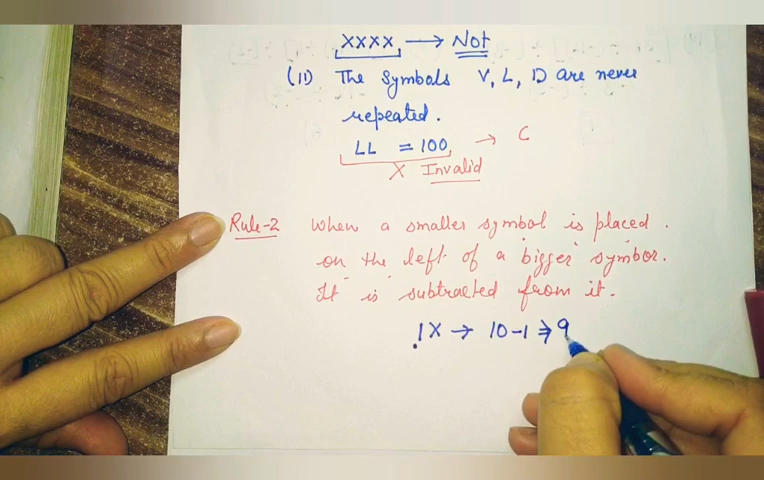 XXXX → Not
(11) The Symbols V, L, D are never
repeated.
LL = 100 → C
X Invalid
Rule-2 When a smaller symbol is placed.
on the left of a bigger symbol.
It is subtracted from it.
IX → 10-1 ⇒ 9